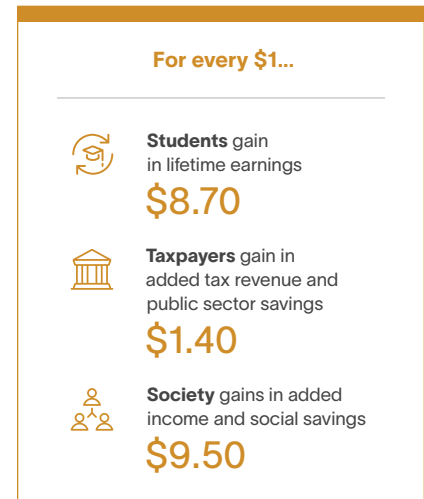 For every $1...
Students gain
in lifetime earnings
$8.70
Taxpayers gain in
added tax revenue and
public sector savings
$1.40
Society gains in added
income and social savings
$9.50